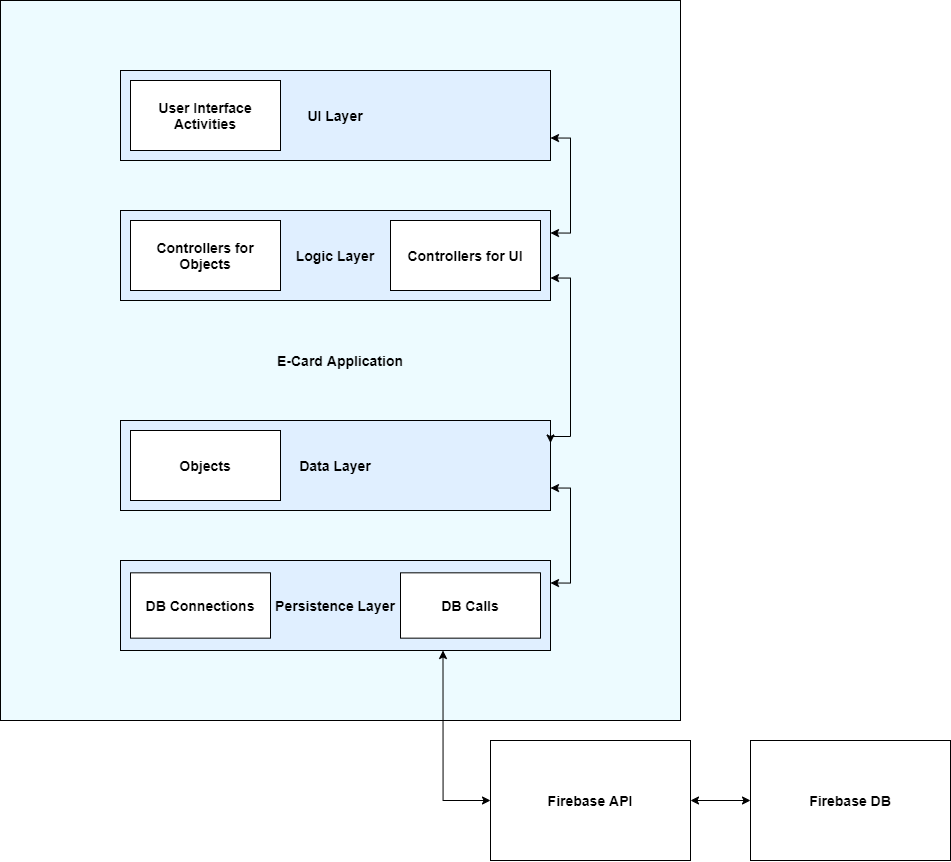 User Interface
Activities
UI Layer
Controllers for
Objects
Logic Layer
Controllers for UI
E-Card Application
Objects
Data Layer
DB Connections
Persistence Layer
DB Calls
Firebase API
Firebase DB